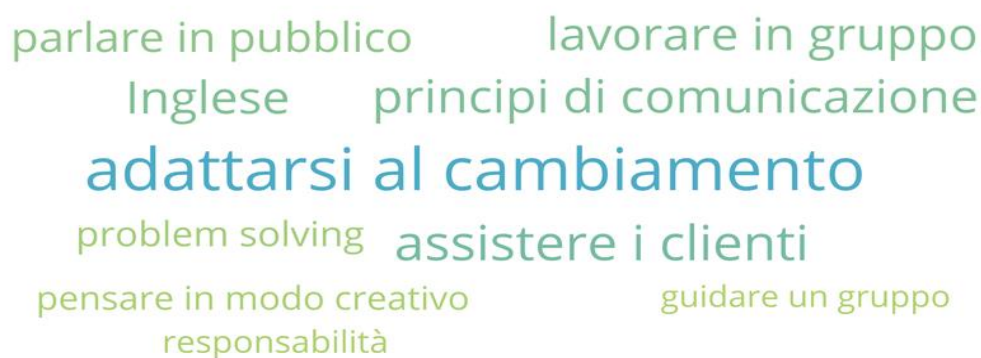 parlare in pubblico
lavorare in gruppo
Inglese
principi di comunicazione
adattarsi al cambiamento
problem solving
assistere i clienti
pensare in modo creativo
guidare un gruppo
responsabilità